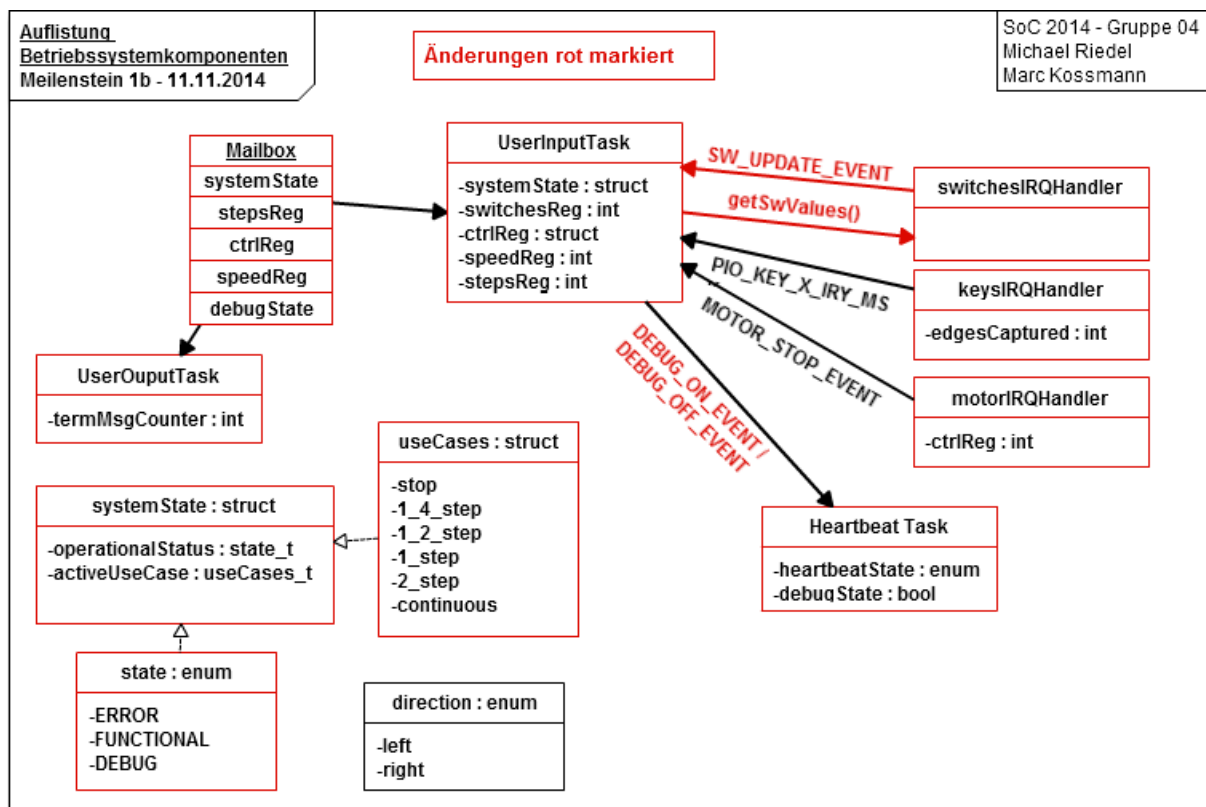 Auflistung
Betriebssystemkomponenten
Meilenstein 1b - 11.11.2014
Änderungen rot markiert
SoC 2014 - Gruppe 04
Michael Riedel
Marc Kossmann
Mailbox
systemState
stepsReg
ctrlReg
speedReg
debugState
UserInputTask
-systemState : struct
-switchesReg : int
-ctrlReg : struct
-speedReg : int
-stepsReg : int
SW_UPDATE_EVENT
getSwValues()
PIO_KEY_X_IRY_MS
MOTOR_STOP_EVENT
DEBUG_ON_EVENT /
DEBUG_OFF_EVENT
switchesIRQHandler
keysIRQHandler
-edgesCaptured : int
motorIRQHandler
-ctrlReg : int
UserOuputTask
-termMsgCounter : int
useCases : struct
-stop
-1_4_step
-1_2_step
-1_step
-2_step
-continuous
systemState : struct
-operationalStatus : state_t
-activeUseCase : useCases_t
Heartbeat Task
-heartbeatState : enum
-debugState : bool
state : enum
-ERROR
-FUNCTIONAL
-DEBUG
direction : enum
-left
-right